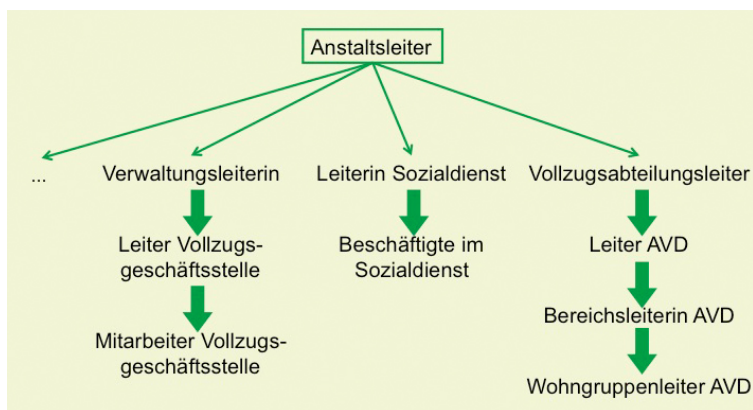 Anstaltsleiter
...
Verwaltungsleiterin
Leiterin Sozialdienst
Vollzugsabteilungsleiter
Leiter Vollzugs-
geschäftsstelle
Beschäftigte im
Sozialdienst
Leiter AVD
Bereichsleiterin AVD
Mitarbeiter Vollzugs-
geschäftsstelle
Wohngruppenleiter AVD